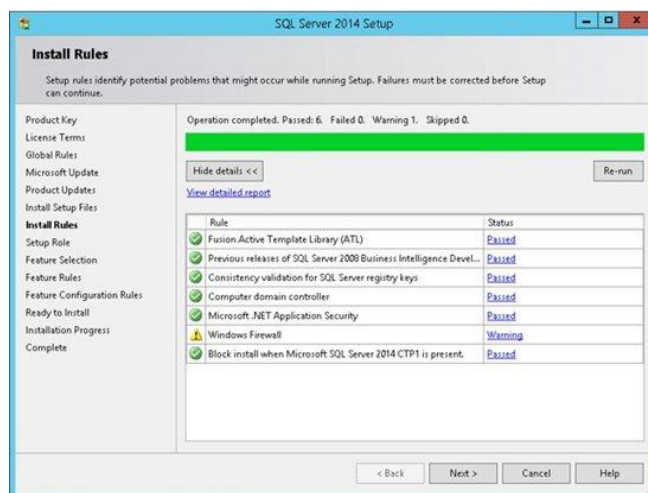 SQL Server 2014 Setup
Install Rules
Setup rules identify potential problems that might occur while running Setup. Failures must be corrected before Setup
can continue.
Product Key
License Terms
Global Rules
Microsoft Update
Product Updates
Install Setup Files
Install Rules
Setup Role
Feature Selection
Feature Rules
Feature Configuration Rules
Ready to Install
Installation Progress
Complete
Operation completed. Passed: 6. Failed 0. Warning 1. Skipped 0.
Hide details <<
Re-run
View detailed report
Rule Status
Fusion Active Template Library (ATL) Passed
Previous releases of SQL Server 2008 Business Intelligence Devel... Passed
Consistency validation for SQL Server registry keys Passed
Computer domain controller Passed
Microsoft .NET Application Security Passed
Windows Firewall Warning
Block install when Microsoft SQL Server 2014 CTP1 is present. Passed
< Back Next > Cancel Help